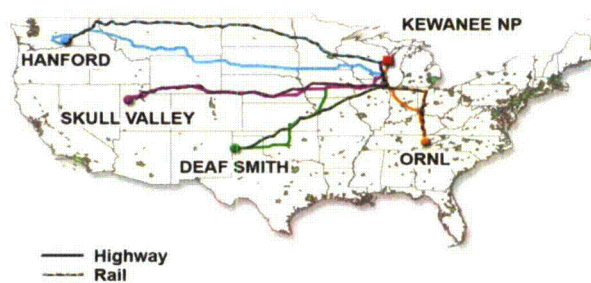 KEWANEE NP
HANFORD
SKULL VALLEY
DEAF SMITH
ORNL
Highway
Rail